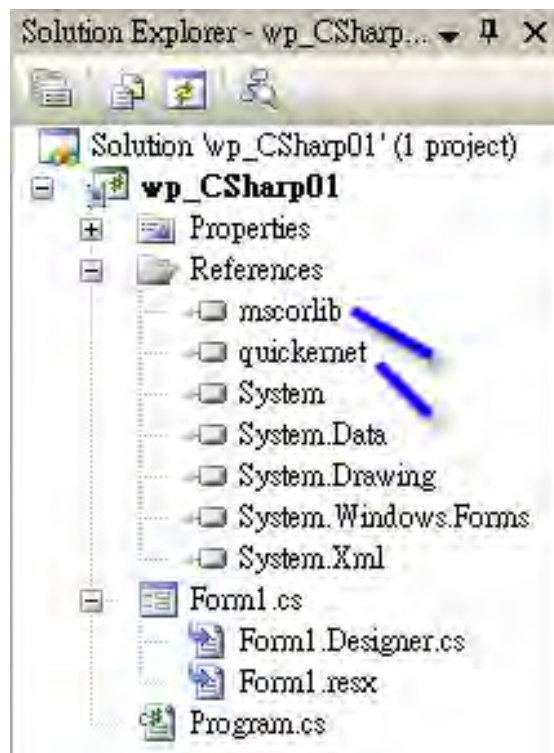 Solution Explorer - wp_CSharp...
Solution 'wp_CSharp01' (1 project)
wp_CSharp01
Properties
References
mscorlib
quickernet
System
System.Data
System.Drawing
System.Windows.Forms
System.Xml
Form1.cs
Form1.Designer.cs
Form1.resx
Program.cs